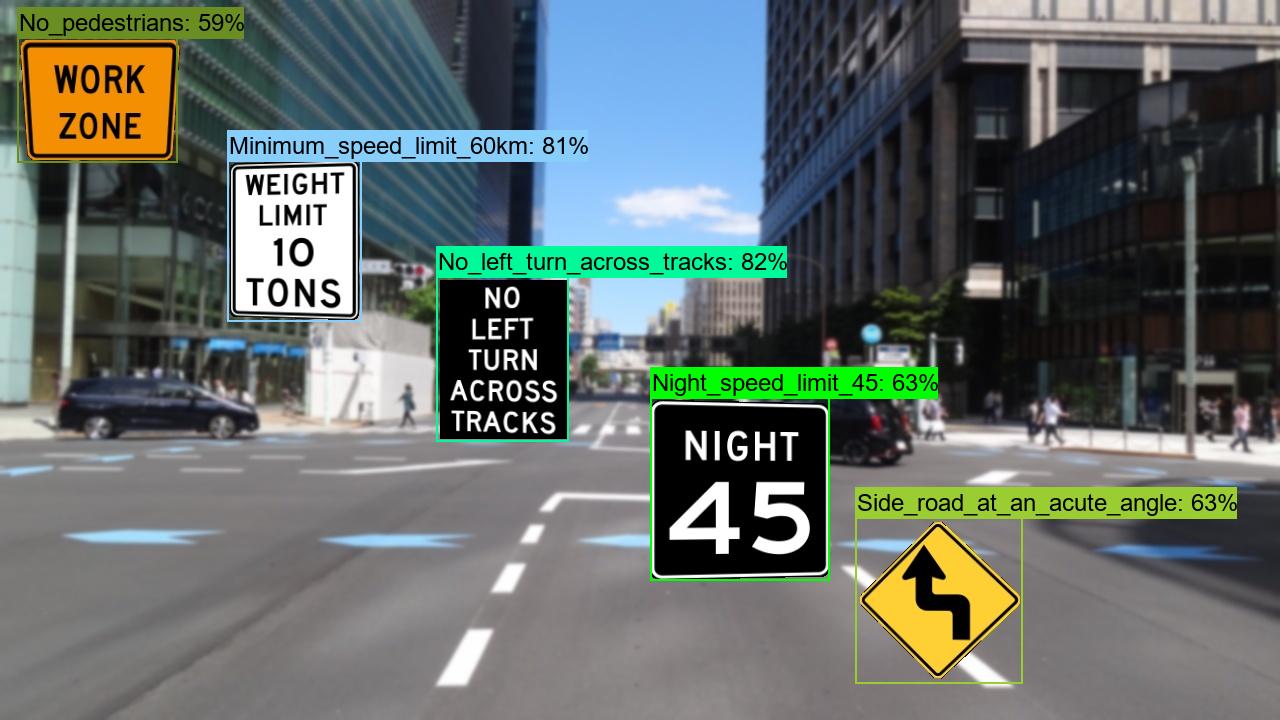 No_pedestrians: 59%
WORK
ZONE
Minimum_speed_limit_60km: 81%
WEIGHT
LIMIT
10
TONS
No_left_turn_across_tracks: 82%
NO
LEFT
TURN
ACROSS
TRACKS
Night_speed_limit_45: 63%
NIGHT
45
Side_road_at_an_acute_angle: 63%